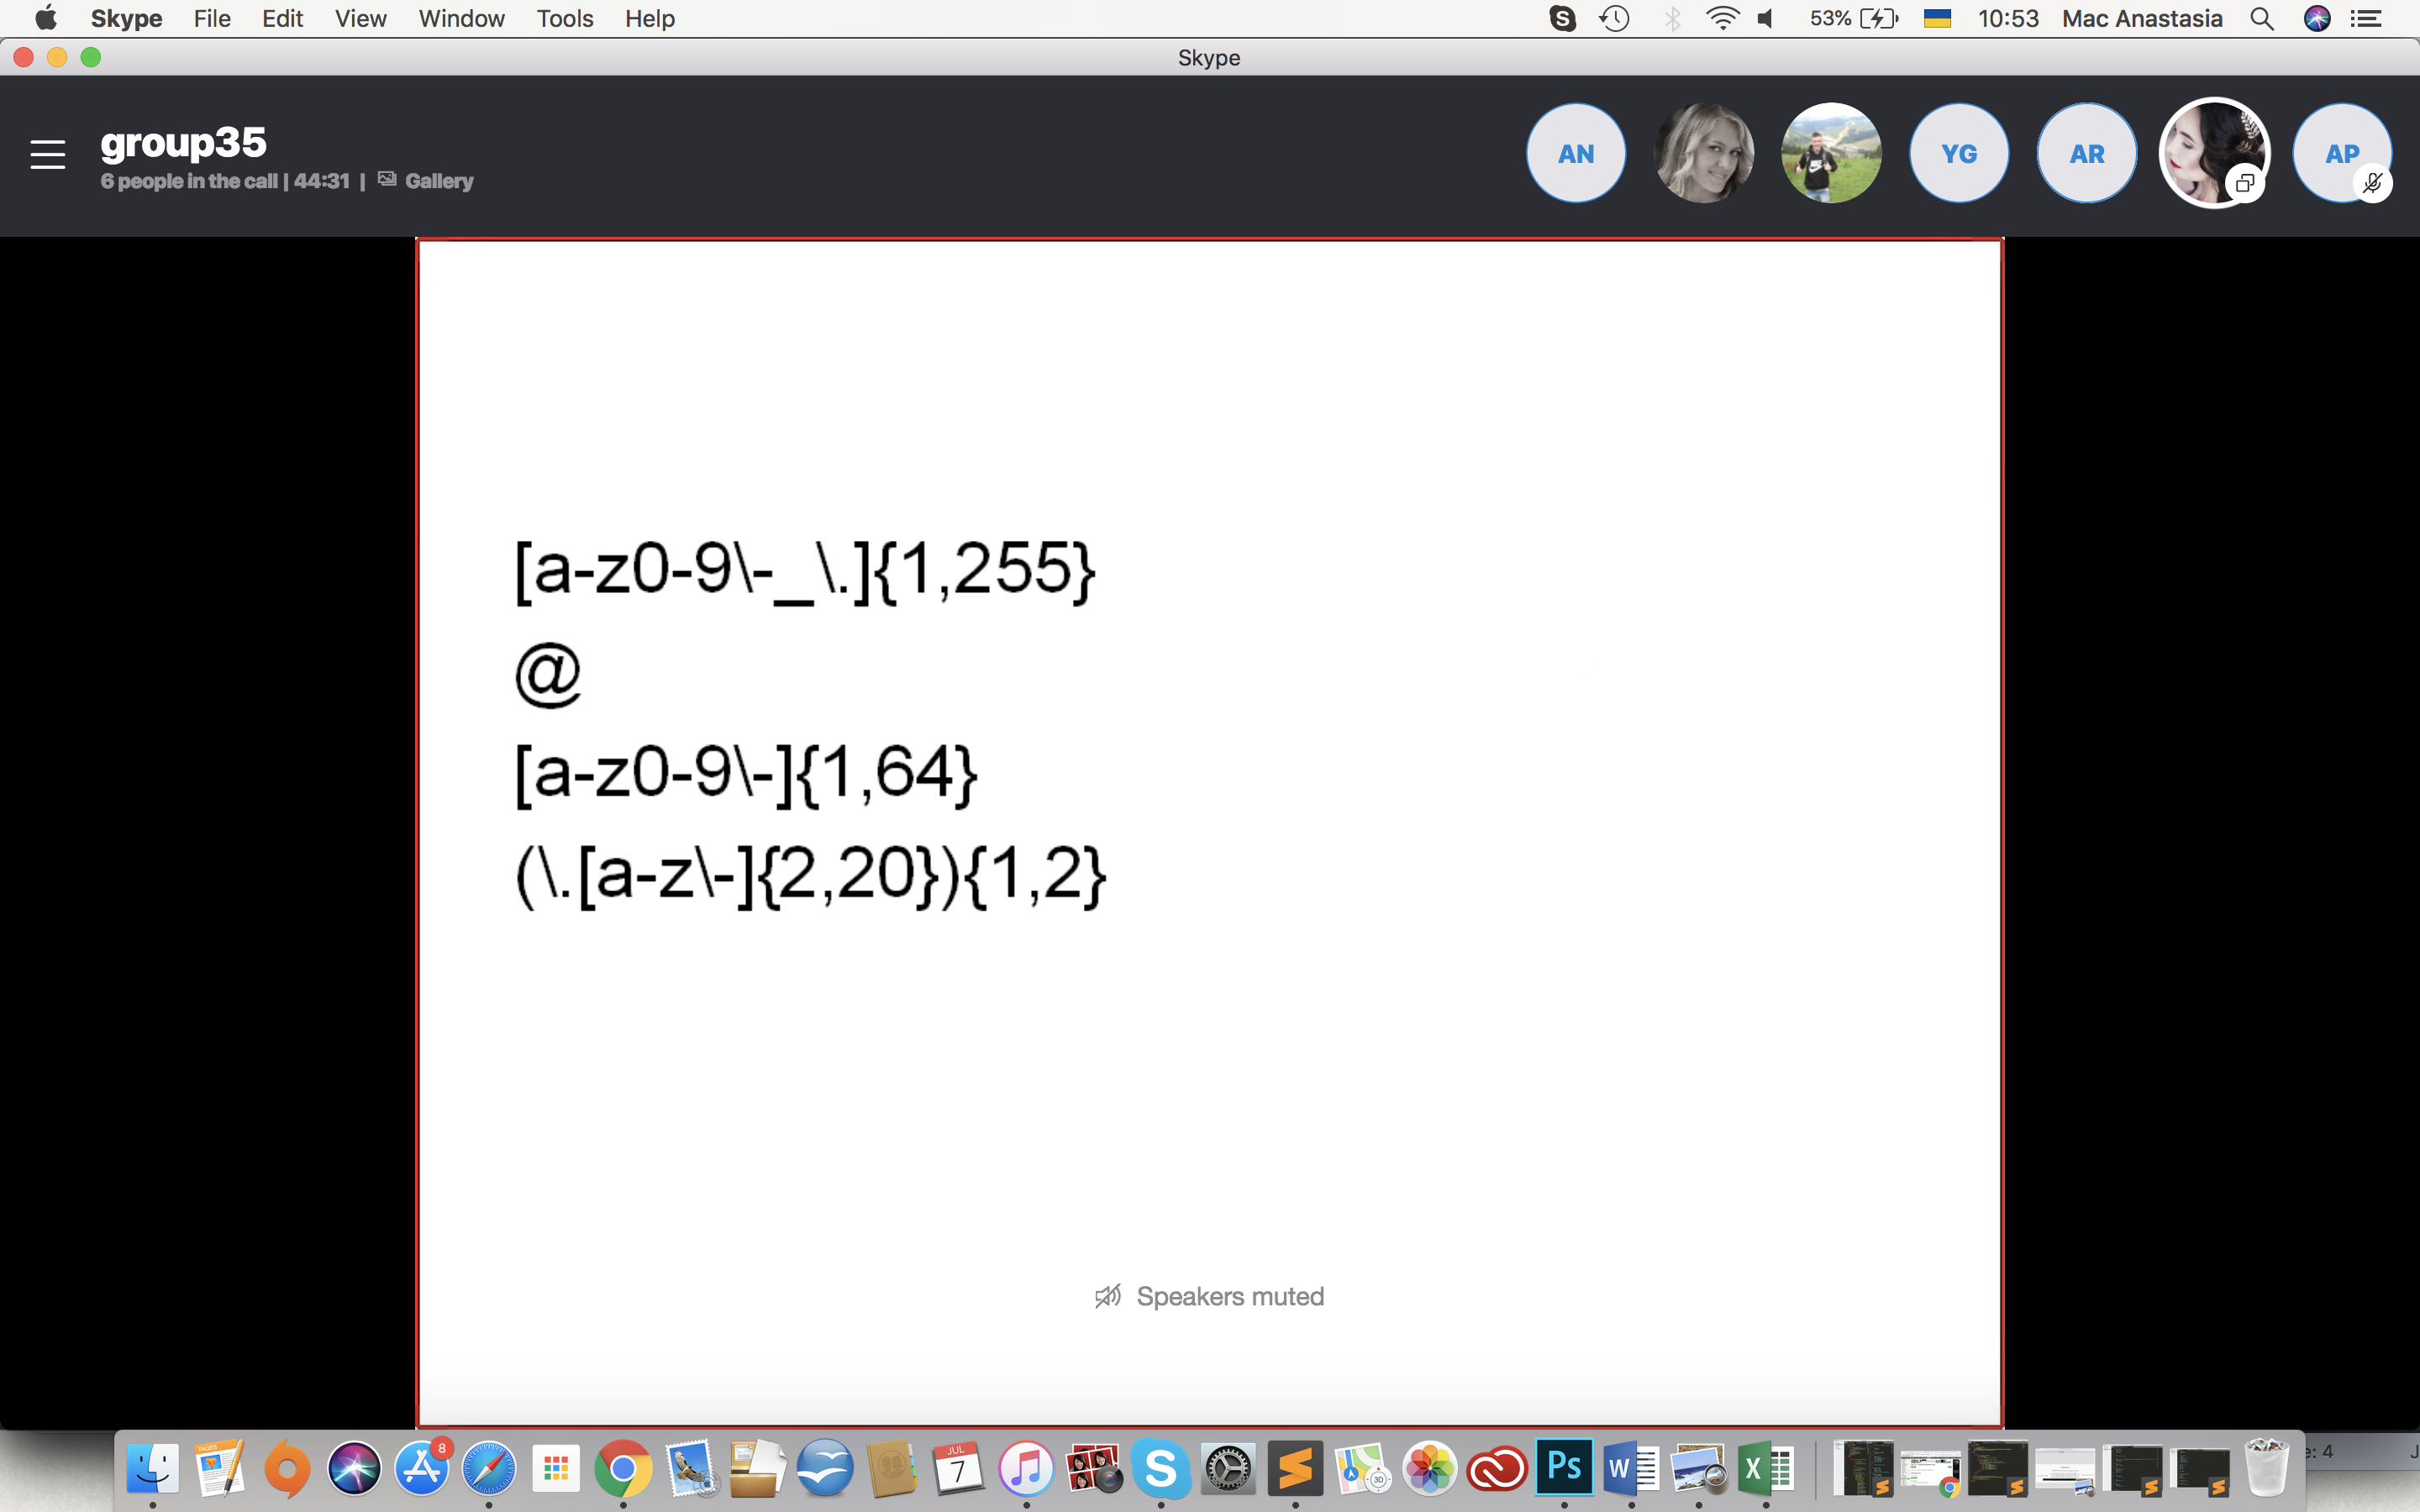 Skype File Edit View Window Tools Help 53% 10:53 Mac Anastasia
Skype
group35
6 people in the call | 44:31 | Gallery
AN YG AR AP
[a-z0-9\-_\.]{1,255}
@
[a-z0-9\-]{1,64}
(\.[a-z\-]{2,20}){1,2}
Speakers muted
8
PAGES
JUL
7
3D
Ps
W
X